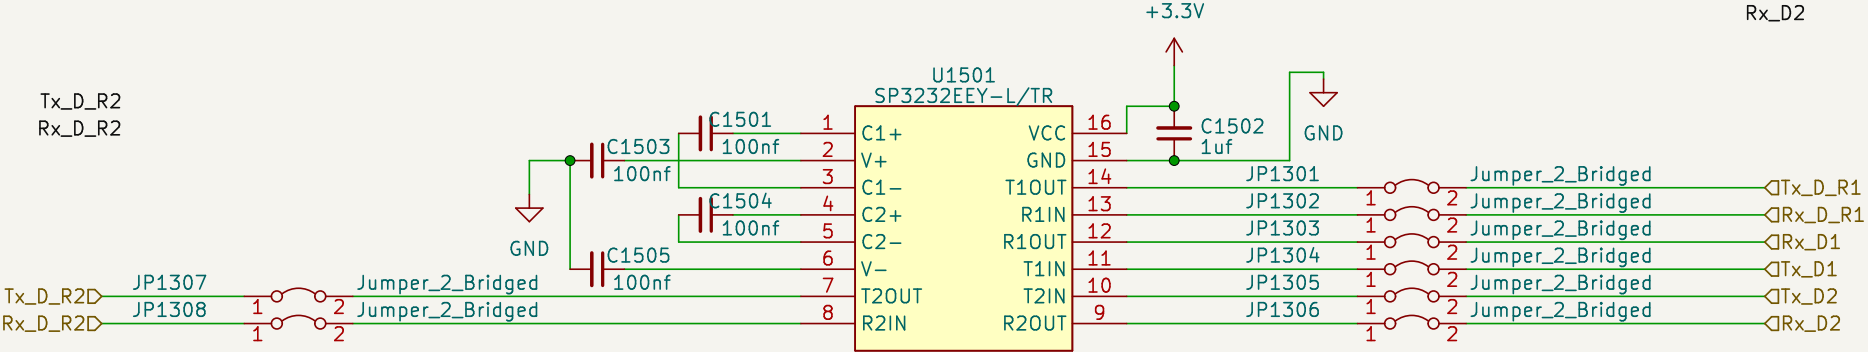 +3.3V
Rx_D2
U1501
SP3232EEY-L/TR
Tx_D_R2
Rx_D_R2
C1501
100nf
C1503
100nf
C1504
100nf
C1505
100nf
GND
1 C1+
2 V+
3 C1-
4 C2+
5 C2-
6 V-
7 T2OUT
8 R2IN
VCC 16
GND 15
T1OUT 14
R1IN 13
R1OUT 12
T1IN 11
T2IN 10
R2OUT 9
C1502
1uf
GND
JP1301 1 2 Jumper_2_Bridged Tx_D_R1
JP1302 1 2 Jumper_2_Bridged Rx_D_R1
JP1303 1 2 Jumper_2_Bridged Rx_D1
JP1304 1 2 Jumper_2_Bridged Tx_D1
JP1305 1 2 Jumper_2_Bridged Tx_D2
JP1306 1 2 Jumper_2_Bridged Rx_D2
Tx_D_R2 JP1307 1 2 Jumper_2_Bridged
Rx_D_R2 JP1308 1 2 Jumper_2_Bridged